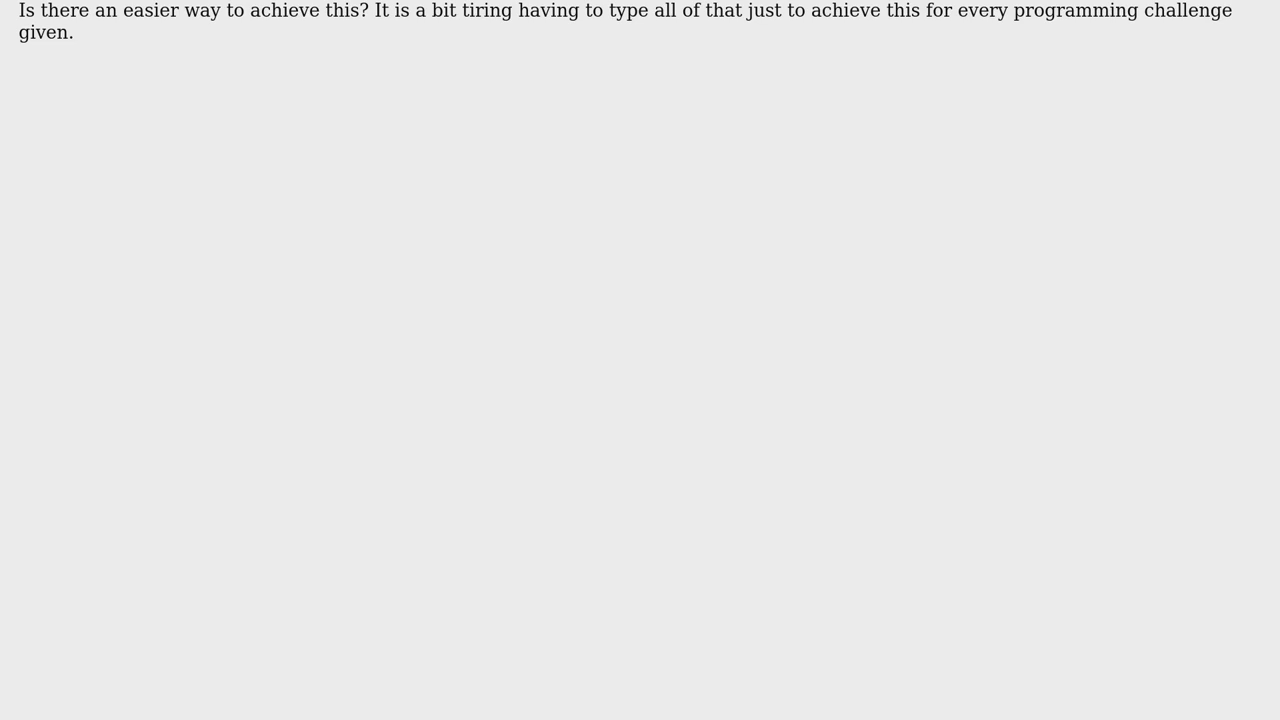 Is there an easier way to achieve this? It is a bit tiring having to type all of that just to achieve this for every programming challenge
given.